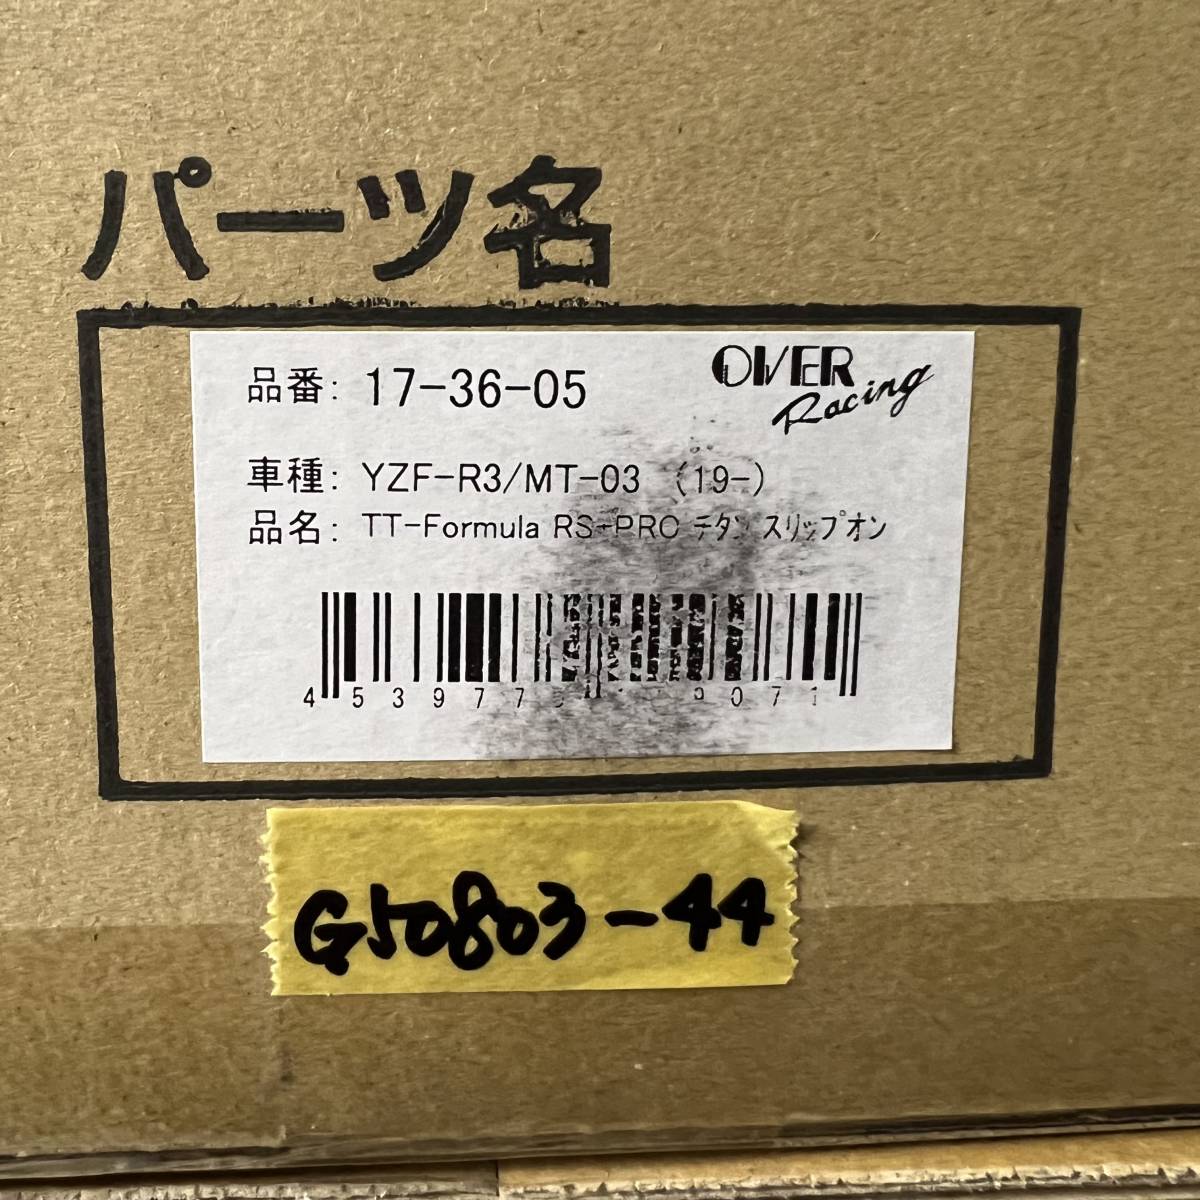 パーツ名
品番: 17-36-05
OVER Racing
車種: YZF-R3/MT-03 (19-)
品名: TT-Formula RS-PRO チタン スリップオン
G50803-44